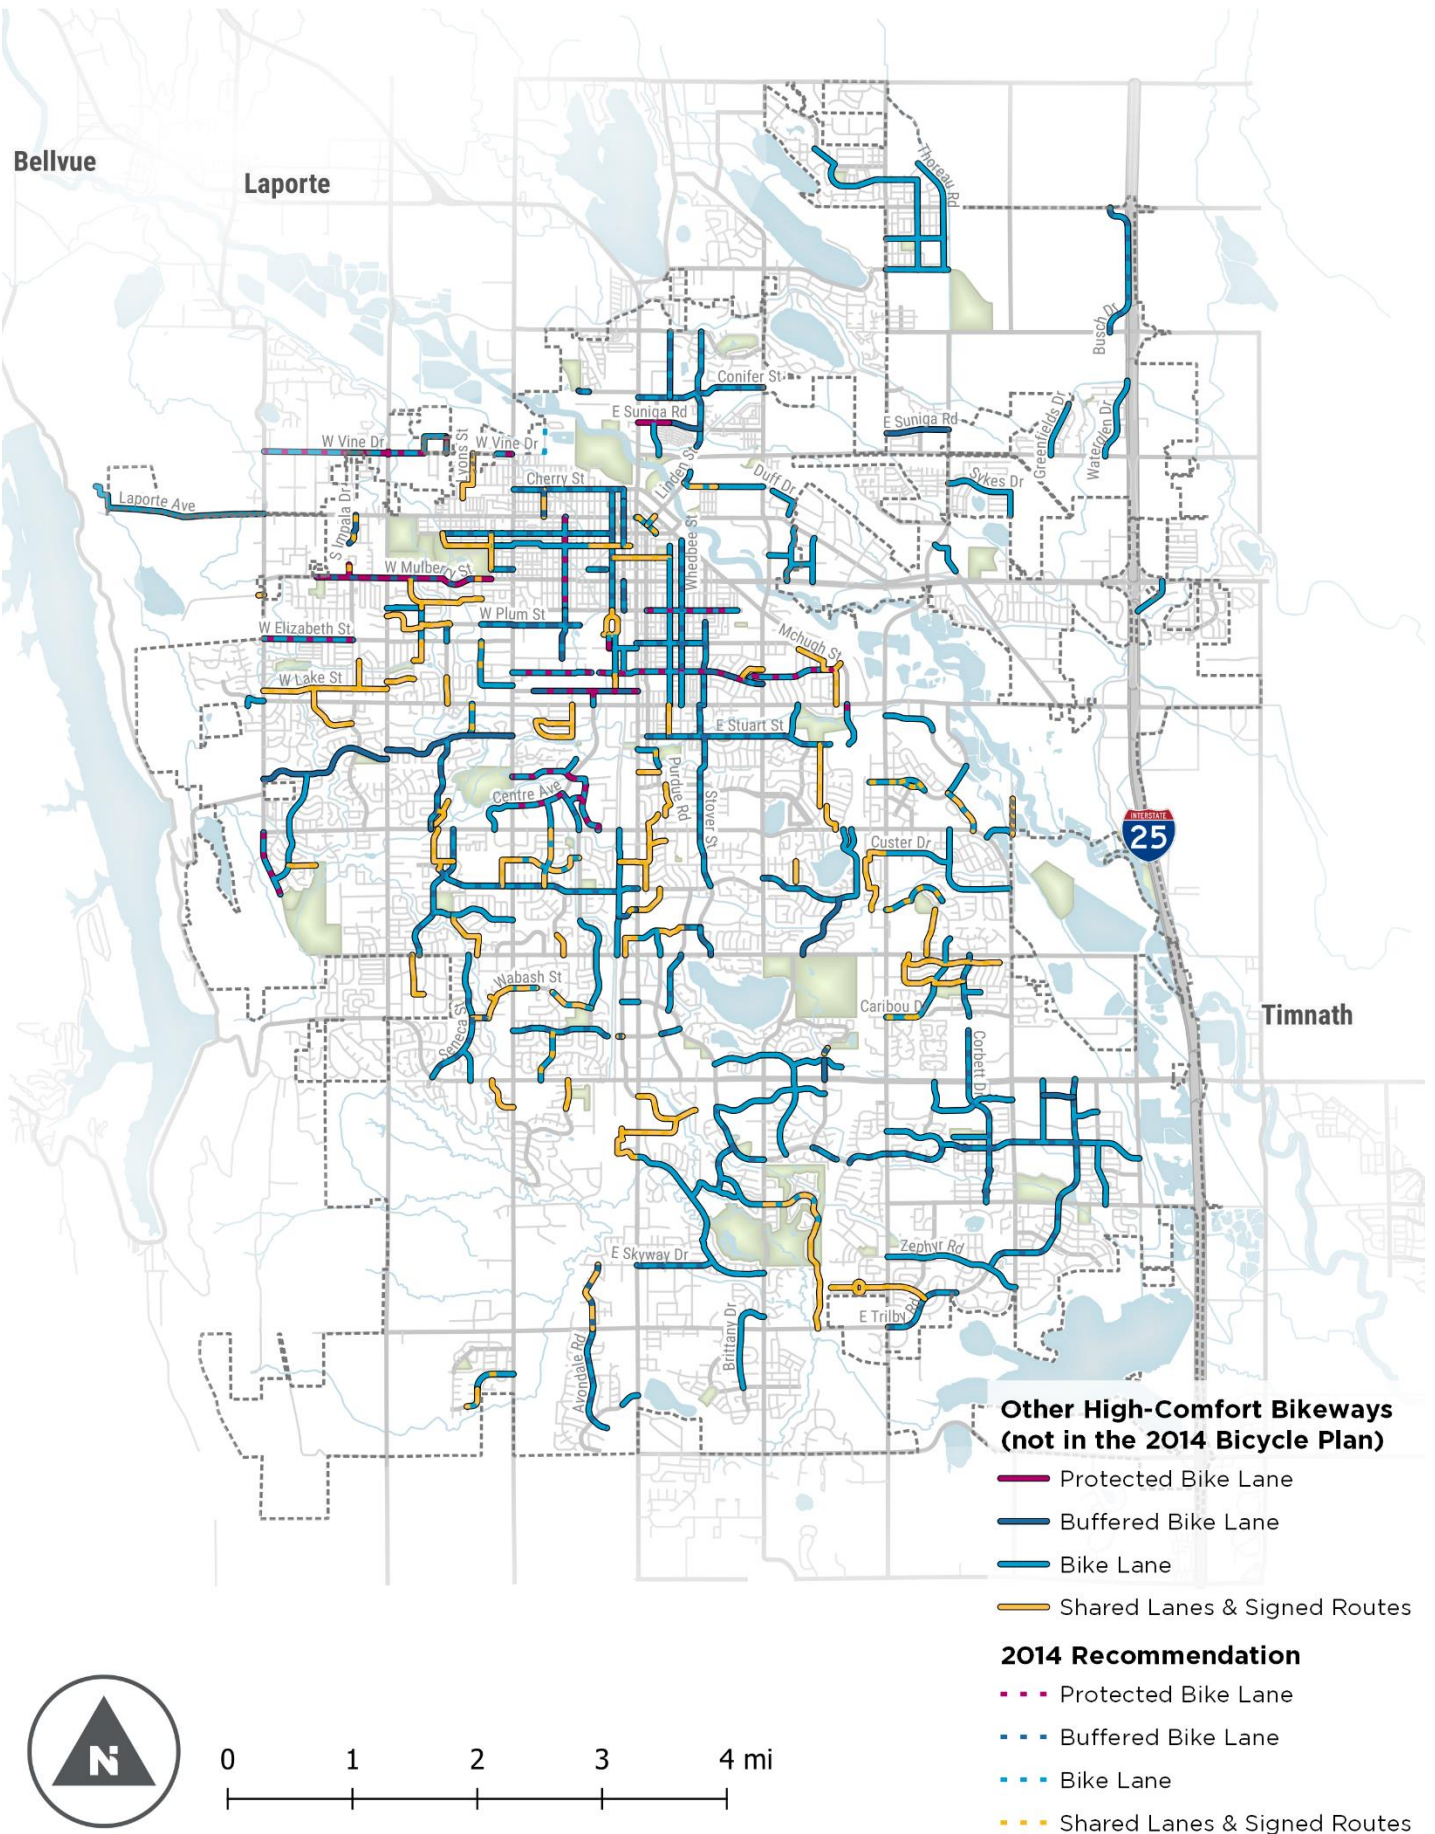 Bellvue
Laporte
Thoreau Rd
Busch Dr
Conifer St
E Suniga Rd
E Suniga Rd
Greenfields Dr
Waterglen Dr
W Vine Dr
Lyons St
W Vine Dr
Linden St
Laporte Ave
Cherry St
Duff Dr
Sykes Dr
S Impala Dr
Whedbee St
W Mulberry St
W Plum St
W Elizabeth St
Mchugh St
W Lake St
E Stuart St
Purdue Rd
Centre Ave
Stover St
INTERSTATE
25
Custer Dr
Wabash St
Caribou D
Timnath
Seneca St
Corbett Dr
E Skyway Dr
Zephyr Rd
E Trilby Rd
Brittany Dr
Avondale Rd
Other High-Comfort Bikeways
(not in the 2014 Bicycle Plan)
Protected Bike Lane
Buffered Bike Lane
Bike Lane
Shared Lanes & Signed Routes
2014 Recommendation
Protected Bike Lane
Buffered Bike Lane
Bike Lane
Shared Lanes & Signed Routes
N
0 1 2 3 4 mi